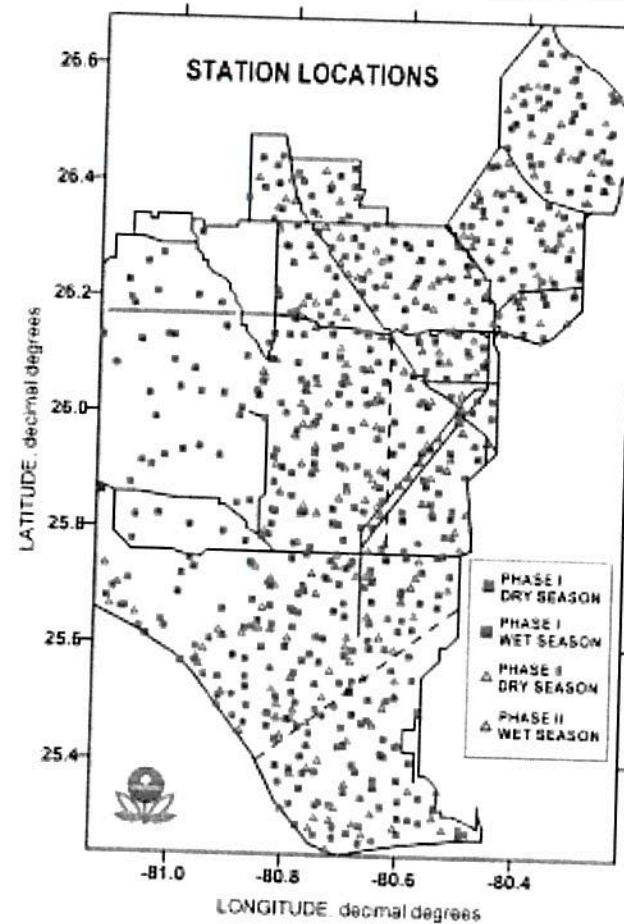 STATION LOCATIONS
26.6
26.4
26.2
26.0
25.8
25.6
25.4
LATITUDE. decimal degrees
PHASE I
DRY SEASON
PHASE I
WET SEASON
PHASE II
DRY SEASON
PHASE II
WET SEASON
-81.0
-80.8
-80.6
-80.4
LONGITUDE. decimal degrees